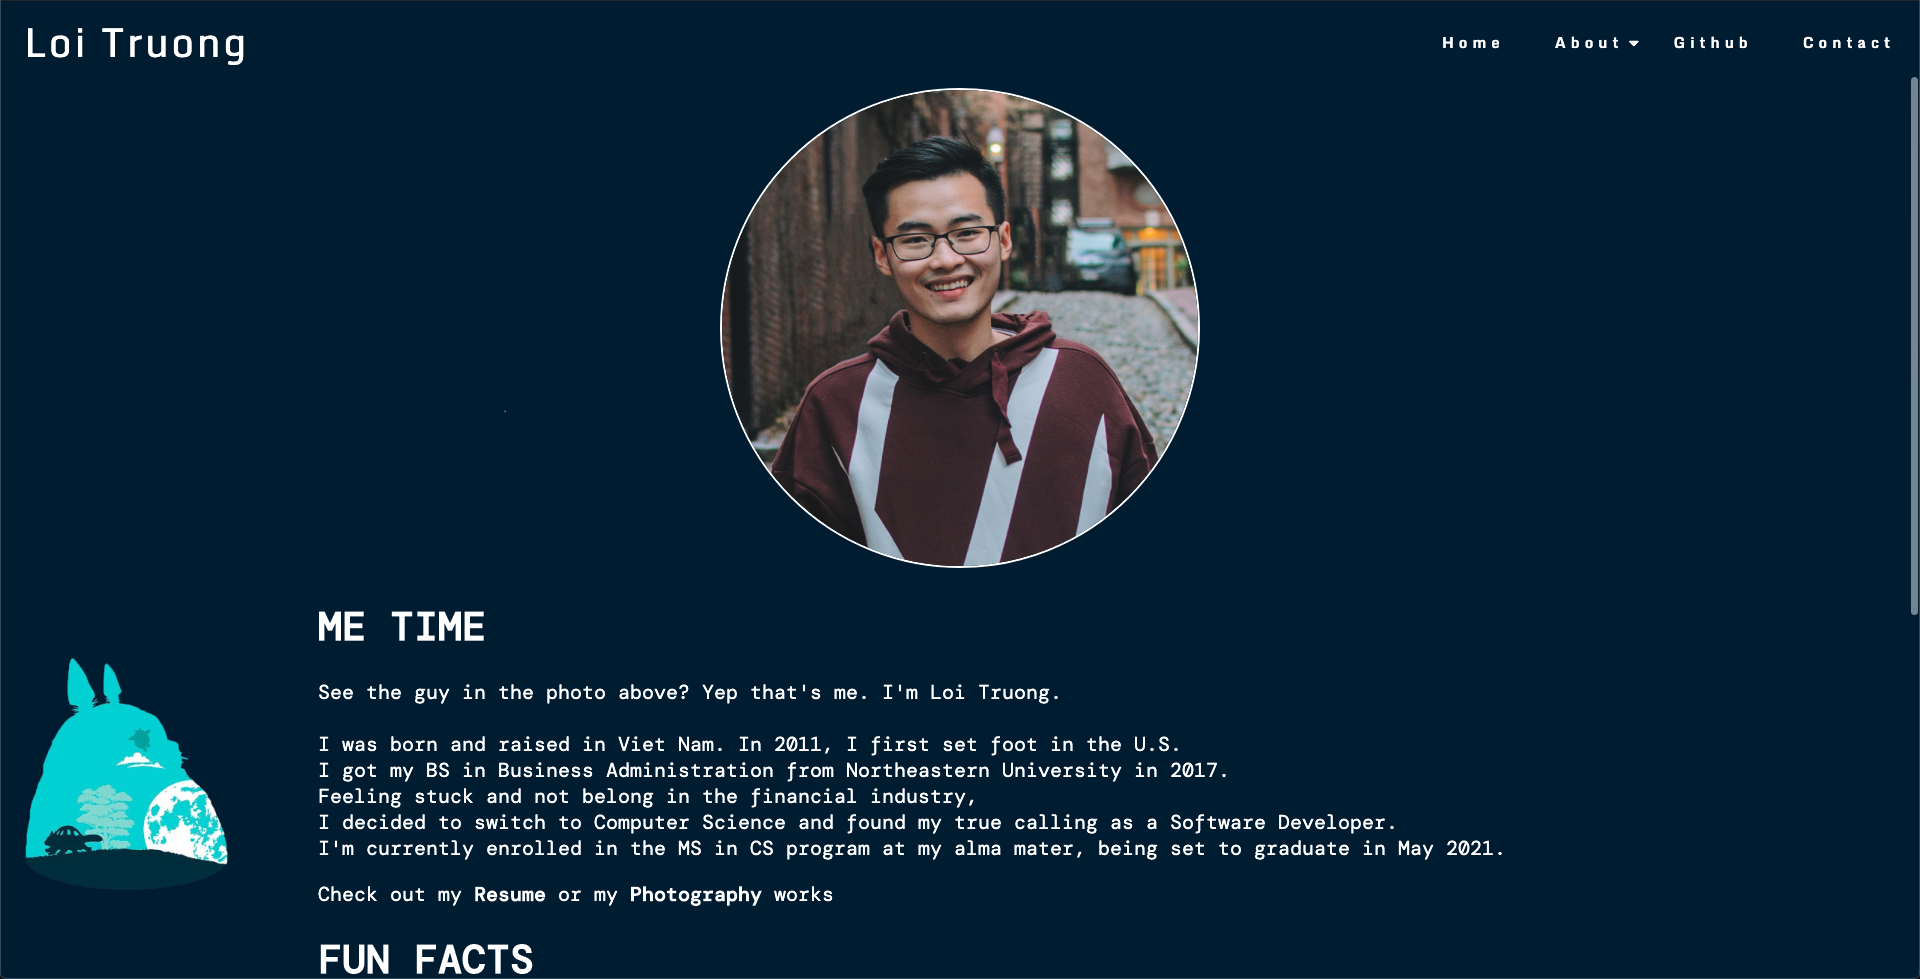 Loi Truong
Home About Github Contact
ME TIME
See the guy in the photo above? Yep that's me. I'm Loi Truong.
I was born and raised in Viet Nam. In 2011, I first set foot in the U.S.
I got my BS in Business Administration from Northeastern University in 2017.
Feeling stuck and not belong in the financial industry,
I decided to switch to Computer Science and found my true calling as a Software Developer.
I'm currently enrolled in the MS in CS program at my alma mater, being set to graduate in May 2021.
Check out my Resume or my Photography works
FUN FACTS